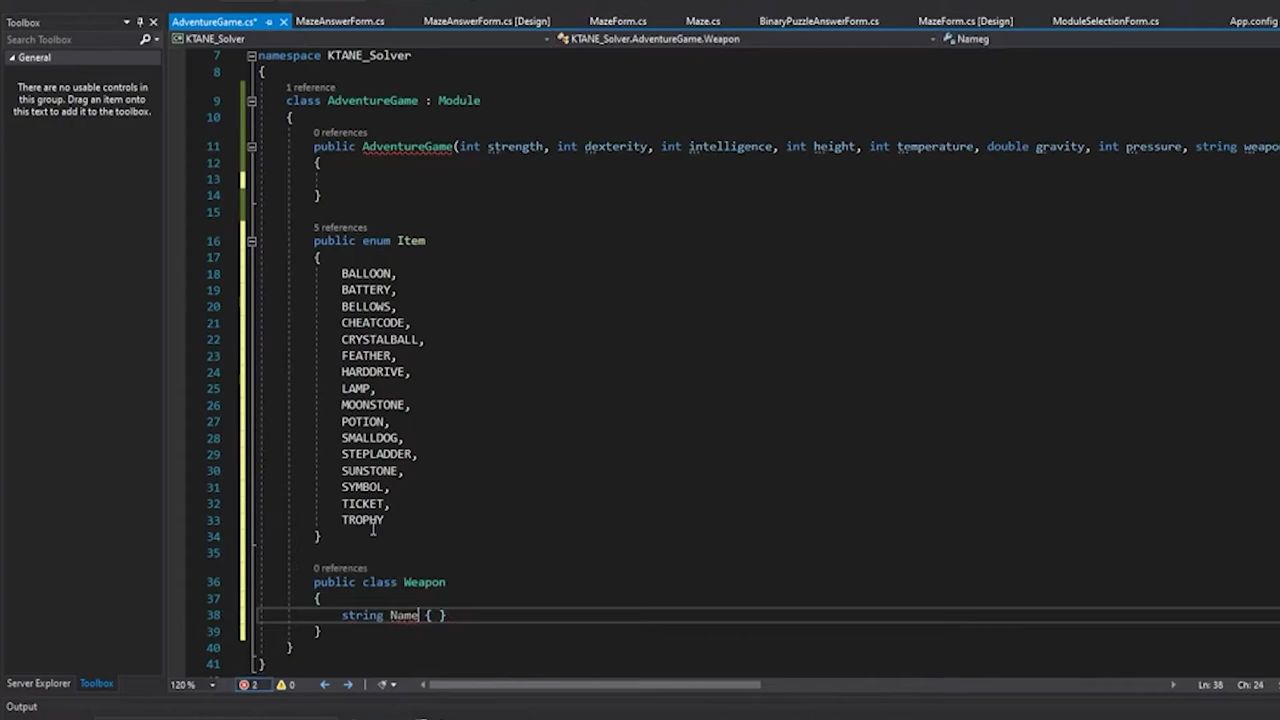 Toolbox
AdventureGame.cs* MazeAnswerForm.cs MazeAnswerForm.cs [Design] MazeForm.cs Maze.cs BinaryPuzzleAnswerForm.cs MazeForm.cs [Design] ModuleSelectionForm.cs App.config
Search Toolbox
KTANE_Solver KTANE_Solver.AdventureGame.Weapon Nameg
General
There are no usable controls in
this group. Drag an item onto
this text to add it to the toolbox.
7 namespace KTANE_Solver
8 {
1 reference
9 class AdventureGame : Module
10 {
0 references
11 public AdventureGame(int strength, int dexterity, int intelligence, int height, int temperature, double gravity, int pressure, string weapo
12 {
13
14 }
15
5 references
16 public enum Item
17 {
18 BALLOON,
19 BATTERY,
20 BELLOWS,
21 CHEATCODE,
22 CRYSTALBALL,
23 FEATHER,
24 HARDDRIVE,
25 LAMP,
26 MOONSTONE,
27 POTION,
28 SMALLDOG,
29 STEPLADDER,
30 SUNSTONE,
31 SYMBOL,
32 TICKET,
33 TROPHY
34 }
35
0 references
36 public class Weapon
37 {
38 string Name { }
39 }
40 }
41 }
Server Explorer Toolbox 120 % 2 0 Ln: 38 Ch: 24
Output